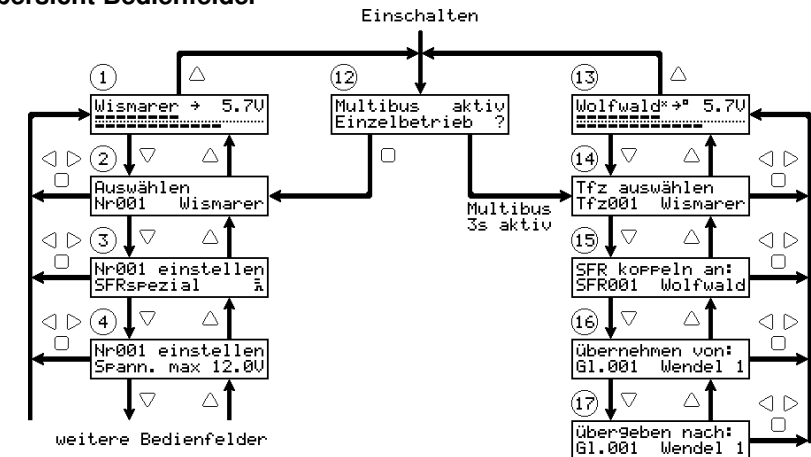 Übersicht Bedienfelder
Einschalten
1
Wismarer → 5.7V
12
Multibus aktiv
Einzelbetrieb ?
13
Wolfwald*→" 5.7V
2
Auswählen
Nr001 Wismarer
Multibus
3s aktiv
14
Tfz auswählen
Tfz001 Wismarer
3
Nr001 einstellen
SFRspezial
15
SFR koppeln an:
SFR001 Wolfwald
4
Nr001 einstellen
Spann. max 12.0V
16
übernehmen von:
Gl.001 Wendel 1
weitere Bedienfelder
17
übergeben nach:
Gl.001 Wendel 1